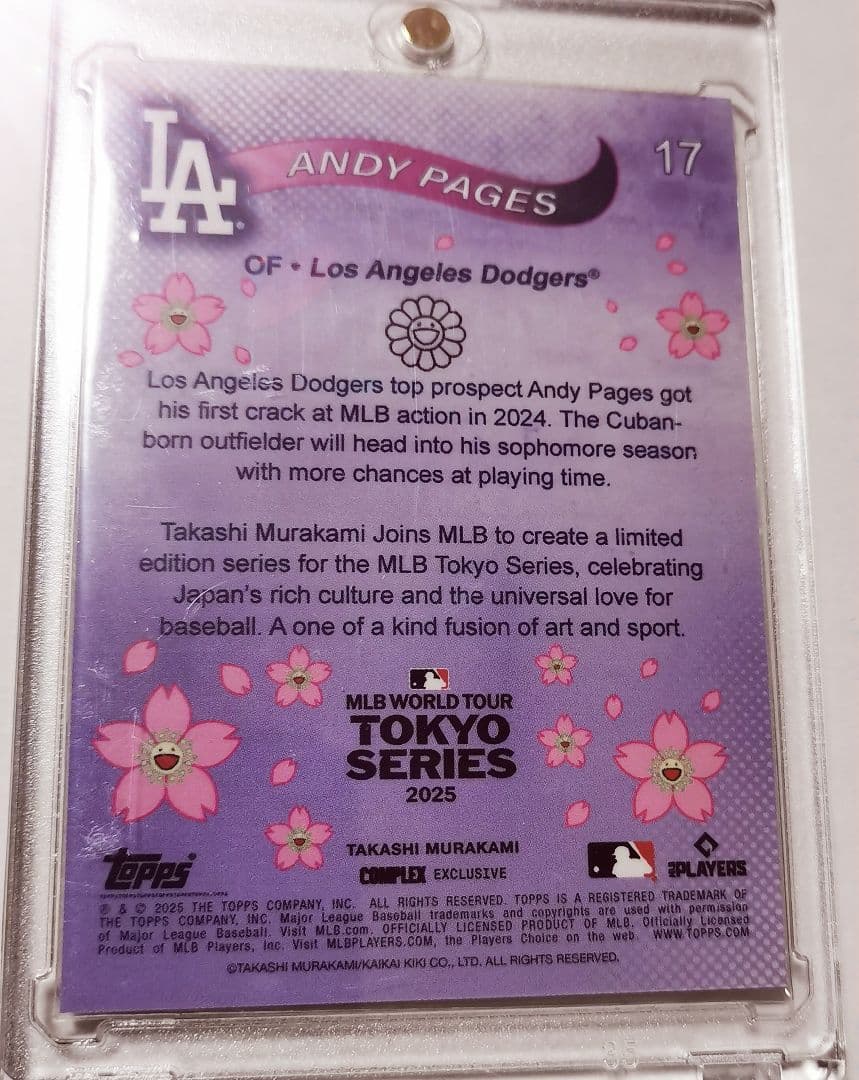 LA
ANDY PAGES
17
OF • Los Angeles Dodgers®
Los Angeles Dodgers top prospect Andy Pages got
his first crack at MLB action in 2024. The Cuban-
born outfielder will head into his sophomore season
with more chances at playing time.
Takashi Murakami Joins MLB to create a limited
edition series for the MLB Tokyo Series, celebrating
Japan's rich culture and the universal love for
baseball. A one of a kind fusion of art and sport.
MLB WORLD TOUR
TOKYO
SERIES
2025
TAKASHI MURAKAMI
COMPLEX EXCLUSIVE
topps
PLAYERS
® & © 2025 THE TOPPS COMPANY, INC. ALL RIGHTS RESERVED. TOPPS IS A REGISTERED TRADEMARK OF
THE TOPPS COMPANY, INC. Major League Baseball trademarks and copyrights are used with permission
of Major League Baseball. Visit MLB.com. OFFICIALLY LICENSED PRODUCT OF MLB. Officially Licensed
Product of MLB Players, Inc. Visit MLBPLAYERS.COM, the Players Choice on the web. WWW.TOPPS.COM
©TAKASHI MURAKAMI/KAIKAI KIKI CO., LTD. ALL RIGHTS RESERVED.